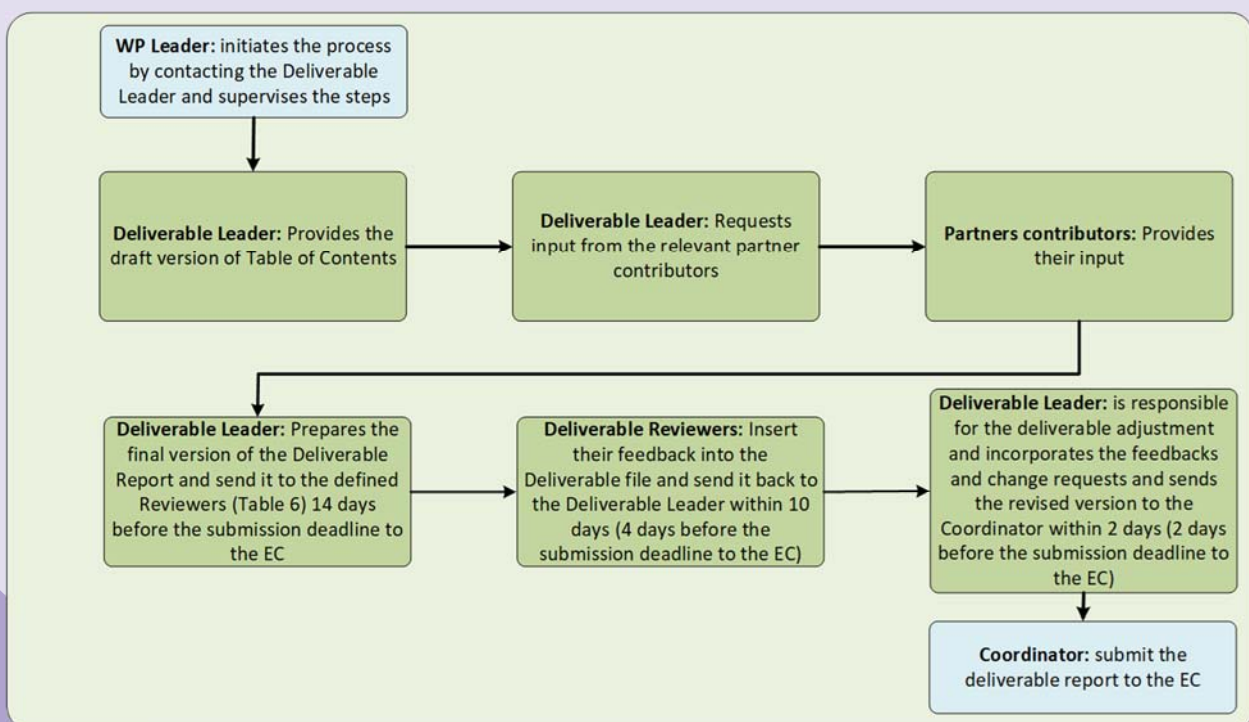 WP Leader: initiates the process
by contacting the Deliverable
Leader and supervises the steps
Deliverable Leader: Provides the
draft version of Table of Contents
Deliverable Leader: Requests
input from the relevant partner
contributors
Partners contributors: Provides
their input
Deliverable Leader: Prepares the
final version of the Deliverable
Report and send it to the defined
Reviewers (Table 6) 14 days
before the submission deadline to
the EC
Deliverable Reviewers: Insert
their feedback into the
Deliverable file and send it back to
the Deliverable Leader within 10
days (4 days before the
submission deadline to the EC)
Deliverable Leader: is responsible
for the deliverable adjustment
and incorporates the feedbacks
and change requests and sends
the revised version to the
Coordinator within 2 days (2 days
before the submission deadline to
the EC)
Coordinator: submit the
deliverable report to the EC